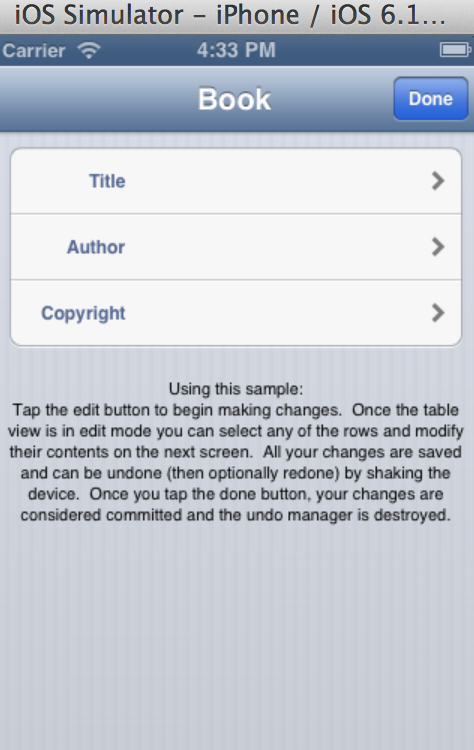 iOS Simulator – iPhone / iOS 6.1...
Carrier 4:33 PM
Book Done
Title
Author
Copyright
Using this sample:
Tap the edit button to begin making changes.  Once the table
view is in edit mode you can select any of the rows and modify
their contents on the next screen.  All your changes are saved
and can be undone (then optionally redone) by shaking the
device.  Once you tap the done button, your changes are
considered committed and the undo manager is destroyed.